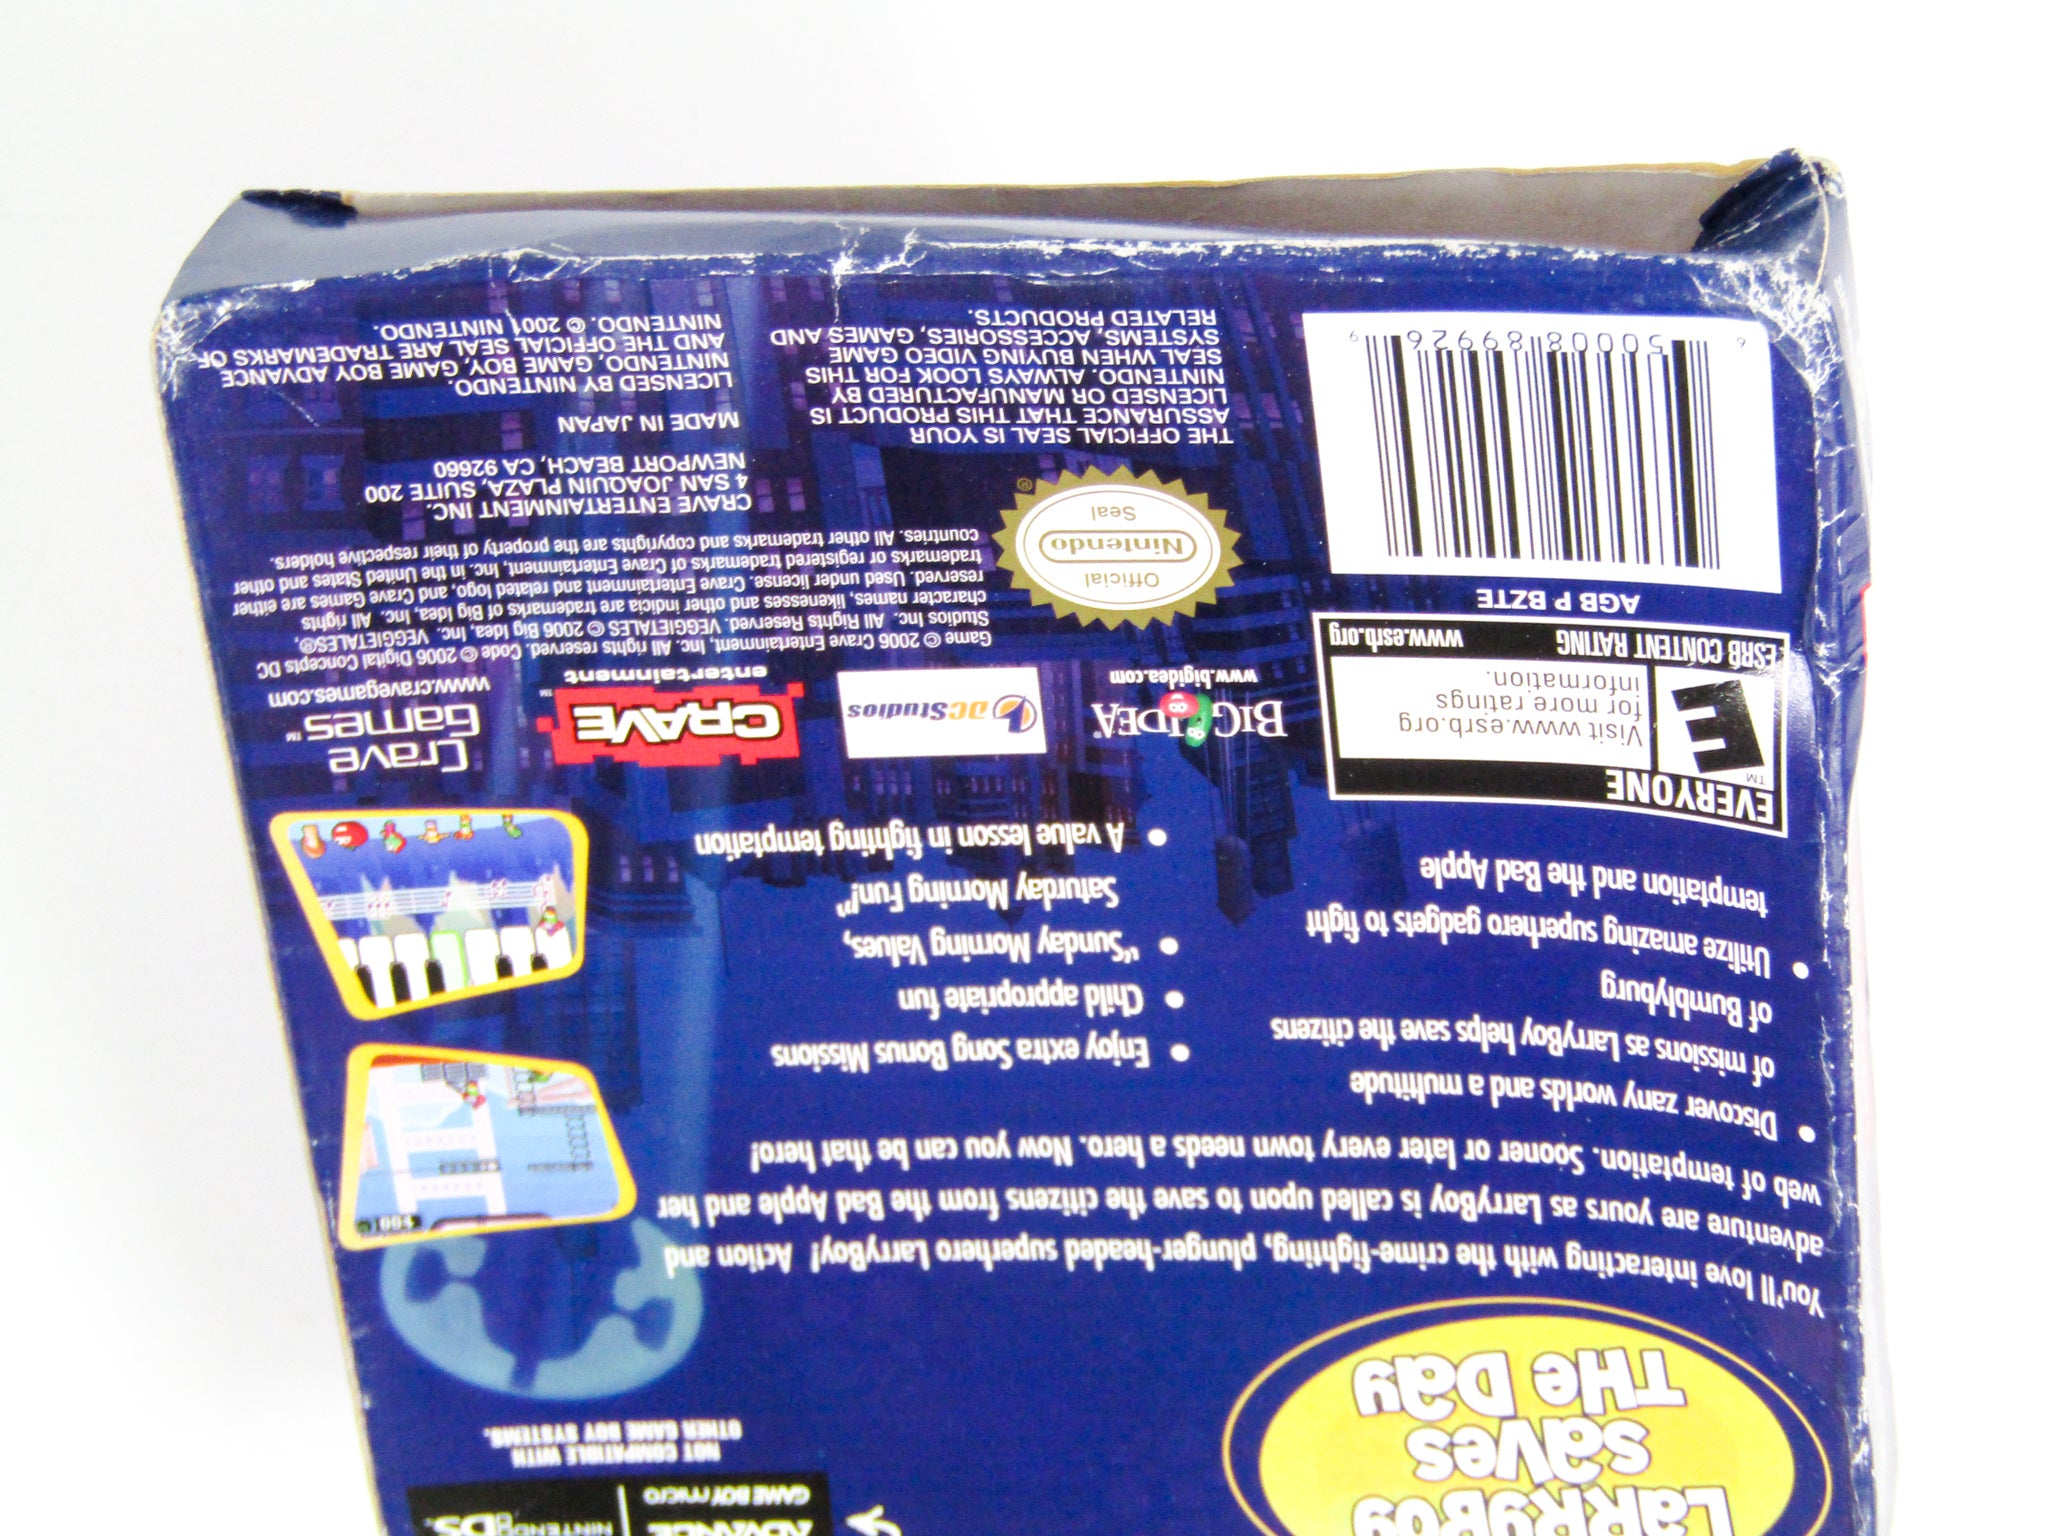 ADVANCE
GAME BOY micro
NINTENDO DS
NOT COMPATIBLE WITH
OTHER GAME BOY SYSTEMS.
LARRYBOY
SAVES
THE DAY
You'll love interacting with the crime-fighting, plunger-headed superhero LarryBoy! Action and
adventure are yours as LarryBoy is called upon to save the citizens from the Bad Apple and her
web of temptation. Sooner or later every town needs a hero. Now you can be that hero!
• Discover zany worlds and a multitude
of missions as LarryBoy helps save the citizens
of Bumblyburg
• Utilize amazing superhero gadgets to fight
temptation and the Bad Apple
• Enjoy extra Song Bonus Missions
• Child appropriate fun
• "Sunday Morning Values,
Saturday Morning Fun!"
• A value lesson in fighting temptation
004
EVERYONE
E
TM
Visit www.esrb.org
for more ratings
information.
ESRB CONTENT RATING www.esrb.org
BIG IDEA
www.bigidea.com
DC Studios
CRAVE™
entertainment
Crave
Games™
www.cravegames.com
Game © 2006 Crave Entertainment, Inc. All rights reserved. Code © 2006 Digital Concepts DC
Studios Inc. All Rights Reserved. VEGGIETALES © 2006 Big Idea, Inc. VEGGIETALES®,
character names, likenesses and other indicia are trademarks of Big Idea, Inc. All rights
reserved. Used under license. Crave Entertainment and related logo, and Crave Games are either
trademarks or registered trademarks of Crave Entertainment, Inc. in the United States and other
countries. All other trademarks and copyrights are the property of their respective holders.
AGB P BZTE
6 50008 89926 9
Official
Nintendo
Seal
®
THE OFFICIAL SEAL IS YOUR
ASSURANCE THAT THIS PRODUCT IS
LICENSED OR MANUFACTURED BY
NINTENDO. ALWAYS LOOK FOR THIS
SEAL WHEN BUYING VIDEO GAME
SYSTEMS, ACCESSORIES, GAMES AND
RELATED PRODUCTS.
CRAVE ENTERTAINMENT INC.
4 SAN JOAQUIN PLAZA, SUITE 200
NEWPORT BEACH, CA 92660
MADE IN JAPAN
LICENSED BY NINTENDO.
NINTENDO, GAME BOY, GAME BOY ADVANCE
AND THE OFFICIAL SEAL ARE TRADEMARKS OF
NINTENDO. © 2001 NINTENDO.